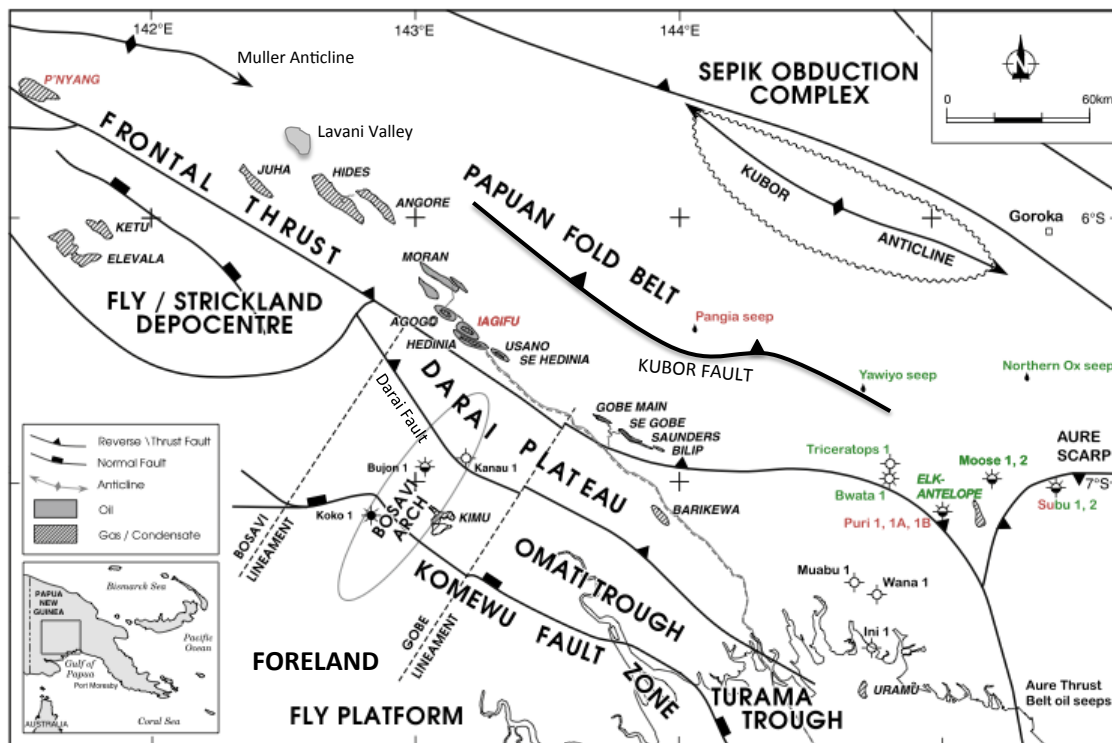 142°E
143°E
144°E
Muller Anticline
P'NYANG
SEPIK OBDUCTION
COMPLEX
0
60km
Lavani Valley
FRONTAL THRUST
JUHA
HIDES
ANGORE
PAPUAN FOLD BELT
KUBOR
ANTICLINE
Goroka
6°S
KETU
ELEVALA
MORAN
FLY / STRICKLAND
DEPOCENTRE
AGOGO
IAGIFU
HEDINIA
USANO
SE HEDINIA
Pangia seep
KUBOR FAULT
Yawiyo seep
Northern Ox seep
Darai Fault
DARAI PLATEAU
GOBE MAIN
SE GOBE
SAUNDERS
BILIP
Reverse \Thrust Fault
Normal Fault
Anticline
Oil
Gas / Condensate
Bujon 1
Kanau 1
Triceratops 1
Bwata 1
ELK-
ANTELOPE
Moose 1, 2
AURE
SCARP
7°S
Subu 1, 2
Puri 1, 1A, 1B
Koko 1
BOSAVI
ARCH
KIMU
BARIKEWA
BOSAVI
LINEAMENT
OMATI TROUGH
Muabu 1
Wana 1
KOMEWU FAULT ZONE
GOBE
LINEAMENT
Ini 1
Bismarck Sea
PAPUA
NEW
GUINEA
Pacific
Ocean
Gulf of
Papua
Port Moresby
Coral Sea
AUSTRALIA
FORELAND
FLY PLATFORM
TURAMA
TROUGH
URAMU
Aure Thrust
Belt oil seeps